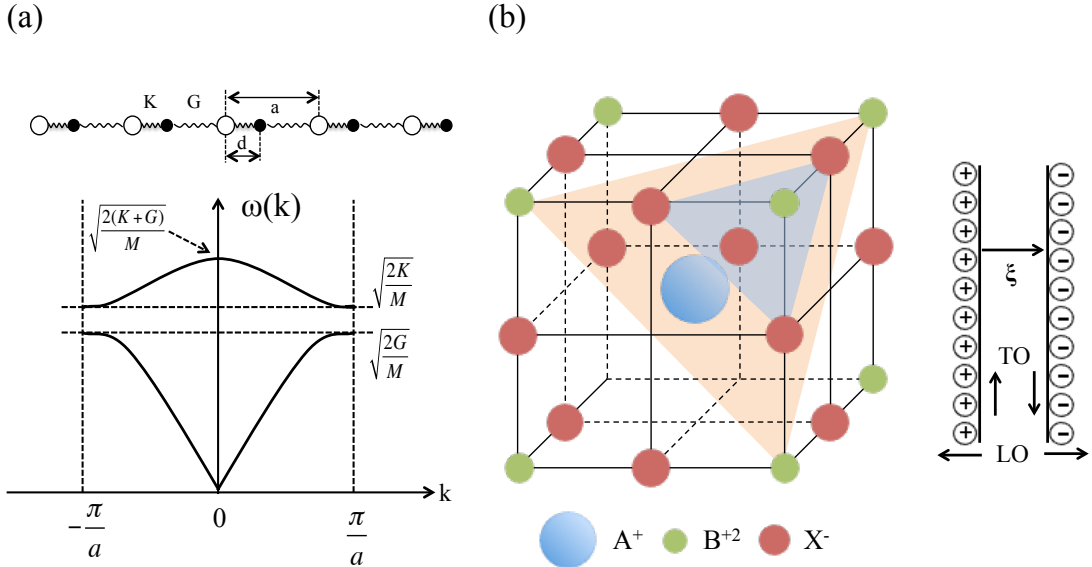 (a)
(b)
K G a
d
ω(k)
√(2(K+G)/M)
√(2K/M)
√(2G/M)
k
-π/a
0
π/a
ξ
TO
LO
+ + + + + + + + + +
- - - - - - - - - -
A⁺ B⁺² X⁻